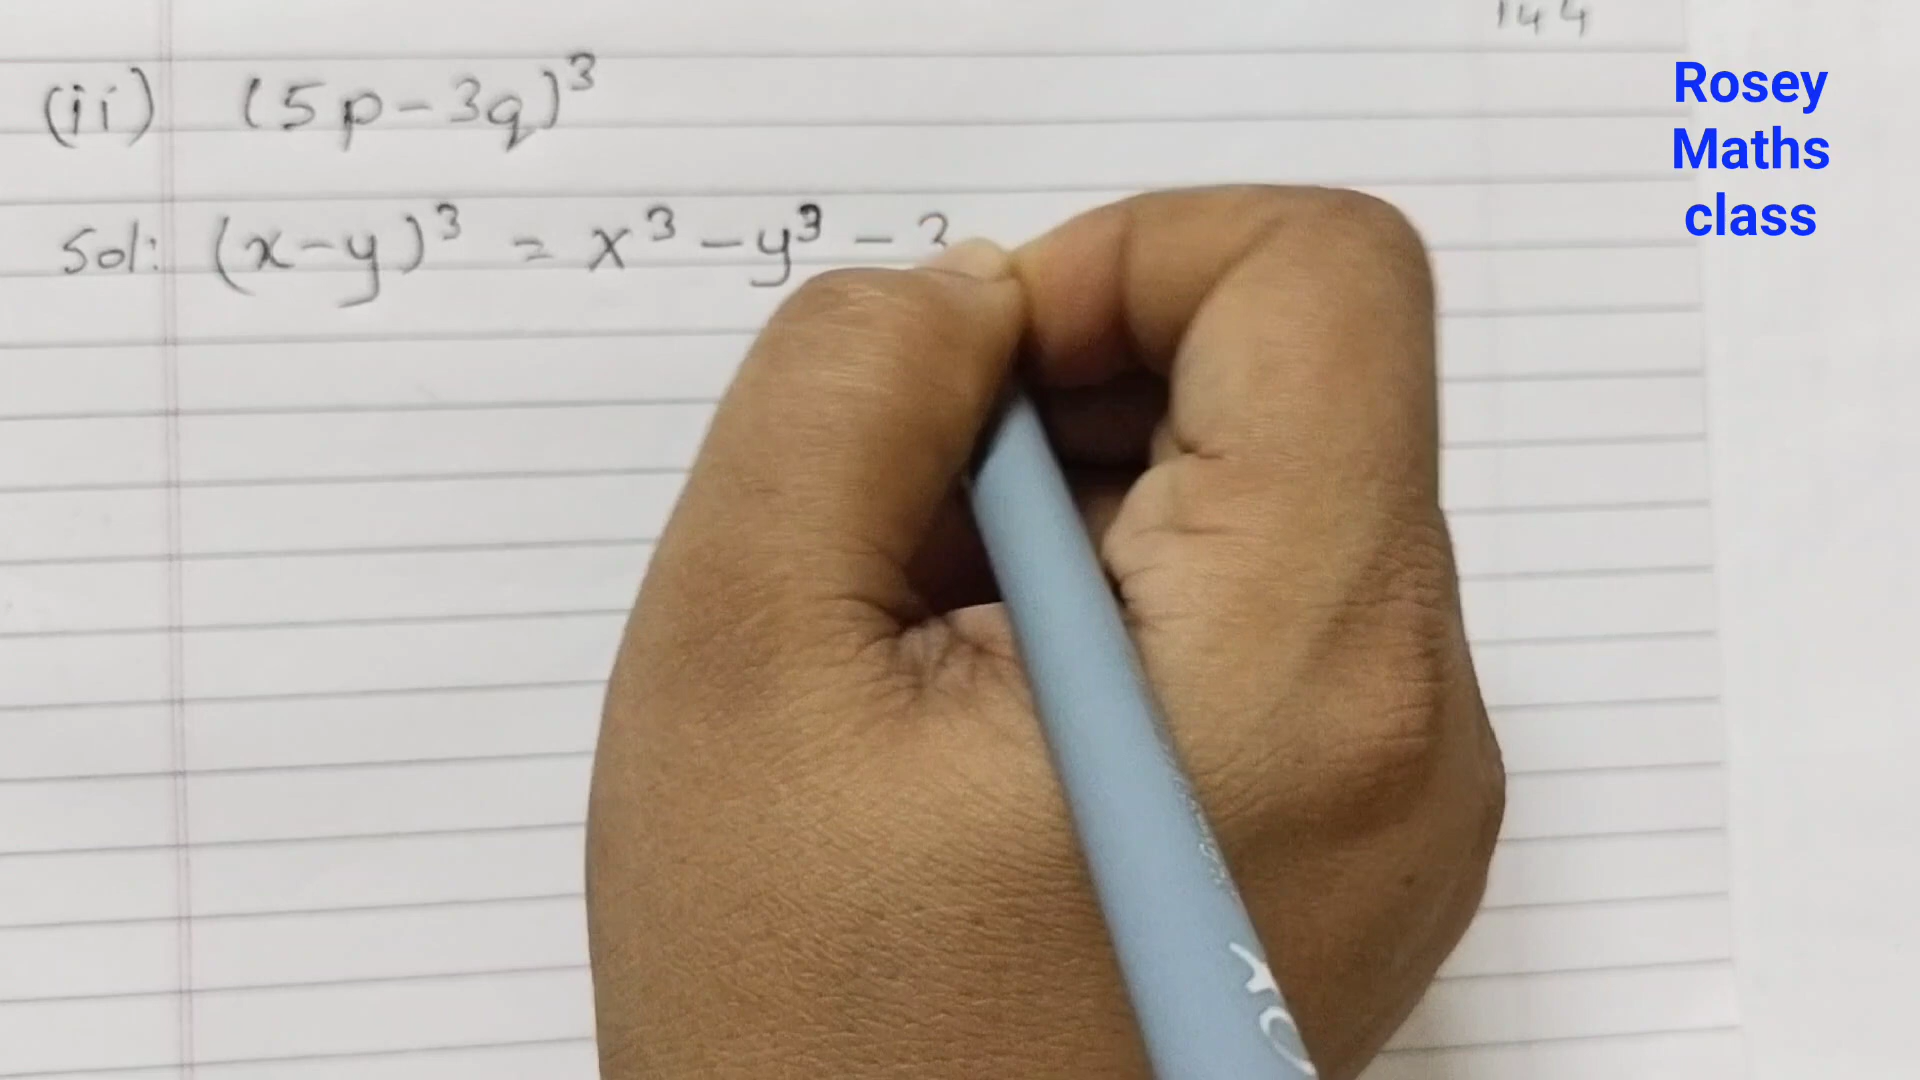 144
(ii) (5p-3q)³
Sol: (x-y)³ = x³ - y³ - 3
Rosey
Maths
class